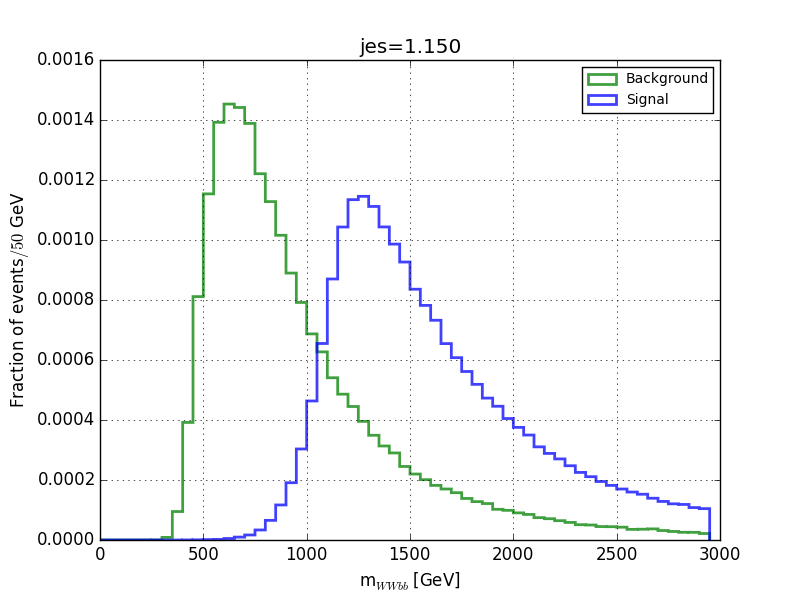 jes=1.150
0.0016
0.0014
0.0012
0.0010
0.0008
0.0006
0.0004
0.0002
0.0000
Fraction of events/50 GeV
Background
Signal
0 500 1000 1500 2000 2500 3000
m_{WWbb} [GeV]